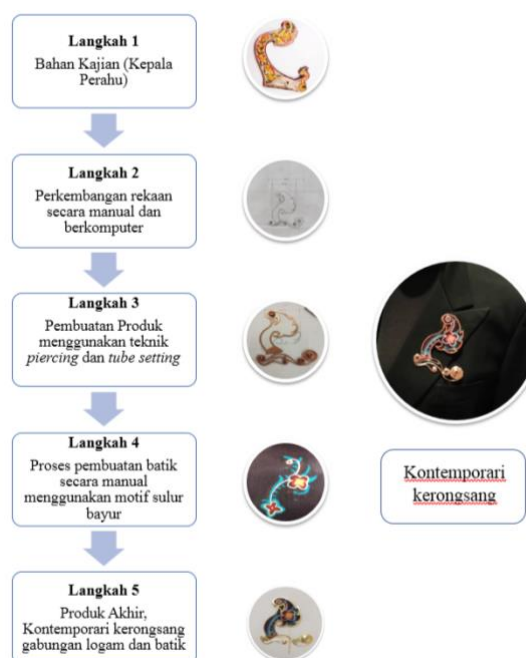 Langkah 1
Bahan Kajian (Kepala
Perahu)
Langkah 2
Perkembangan rekaan
secara manual dan
berkomputer
Langkah 3
Pembuatan Produk
menggunakan teknik
piercing dan tube setting
Langkah 4
Proses pembuatan batik
secara manual
menggunakan motif sulur
bayur
Langkah 5
Produk Akhir,
Kontemporari kerongsang
gabungan logam dan batik
Kontemporari
kerongsang